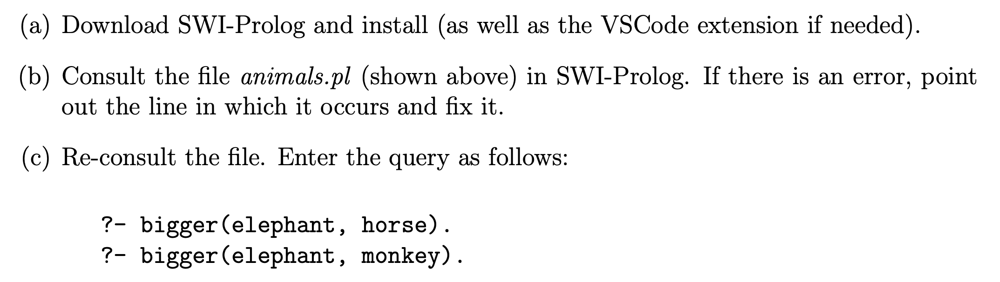 (a) Download SWI-Prolog and install (as well as the VSCode extension if needed).
(b) Consult the file animals.pl (shown above) in SWI-Prolog. If there is an error, point
out the line in which it occurs and fix it.
(c) Re-consult the file. Enter the query as follows:
?- bigger(elephant, horse).
?- bigger(elephant, monkey).